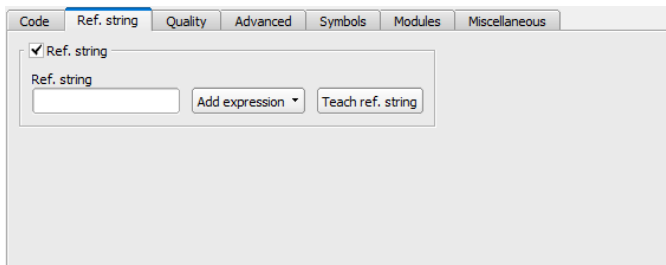 Code Ref. string Quality Advanced Symbols Modules Miscellaneous
Ref. string
Ref. string
Add expression Teach ref. string